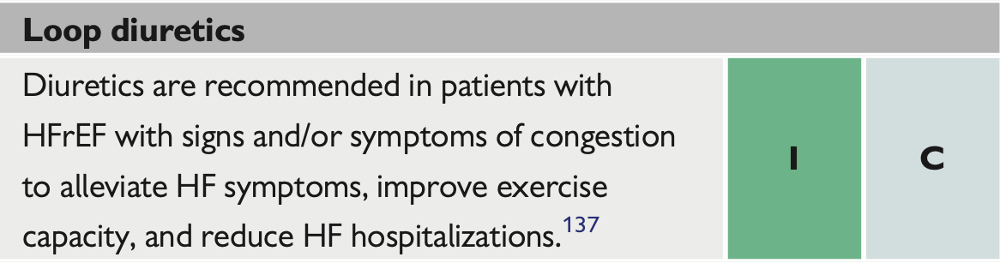 Loop diuretics
Diuretics are recommended in patients with
HFrEF with signs and/or symptoms of congestion
to alleviate HF symptoms, improve exercise
capacity, and reduce HF hospitalizations.137
I
C